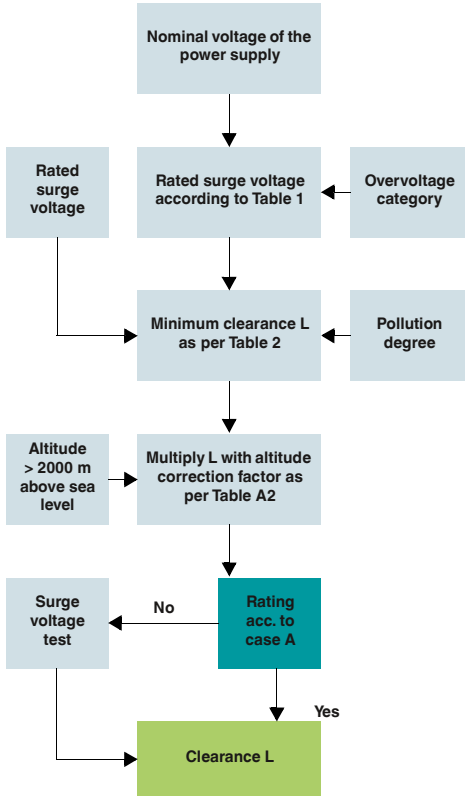 Nominal voltage of the
power supply
Rated
surge
voltage
Rated surge voltage
according to Table 1
Overvoltage
category
Minimum clearance L
as per Table 2
Pollution
degree
Altitude
> 2000 m
above sea
level
Multiply L with altitude
correction factor as
per Table A2
Surge
voltage
test
No
Rating
acc. to
case A
Yes
Clearance L